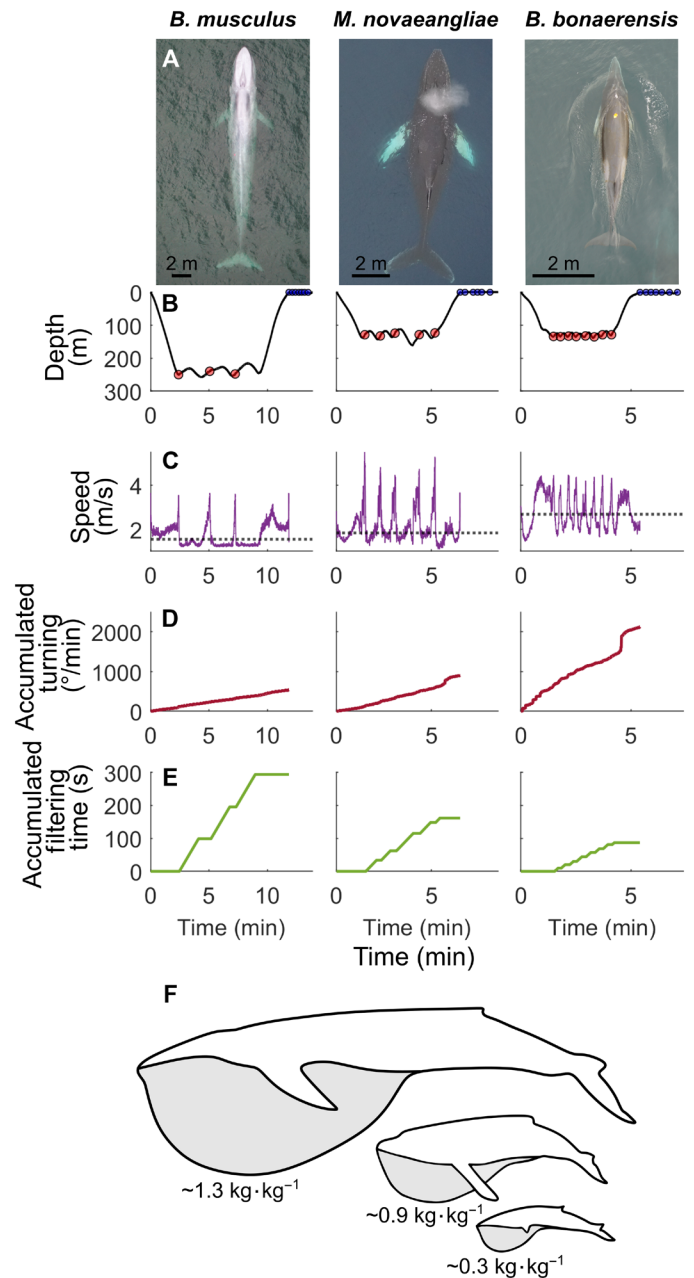 B. musculus M. novaeangliae B. bonaerensis
A
2 m 2 m 2 m
B
Depth
(m)
0
100
200
300
0 5 10 0 5 0 5
C
Speed
(m/s)
4
2
0 5 10 0 5 0 5
D
Accumulated
turning
(°/min)
2000
1000
0
0 5 10 0 5 0 5
E
Accumulated
filtering
time (s)
300
200
100
0
0 5 10 0 5 0 5
Time (min) Time (min) Time (min)
Time (min)
F
~1.3 kg·kg⁻¹
~0.9 kg·kg⁻¹
~0.3 kg·kg⁻¹